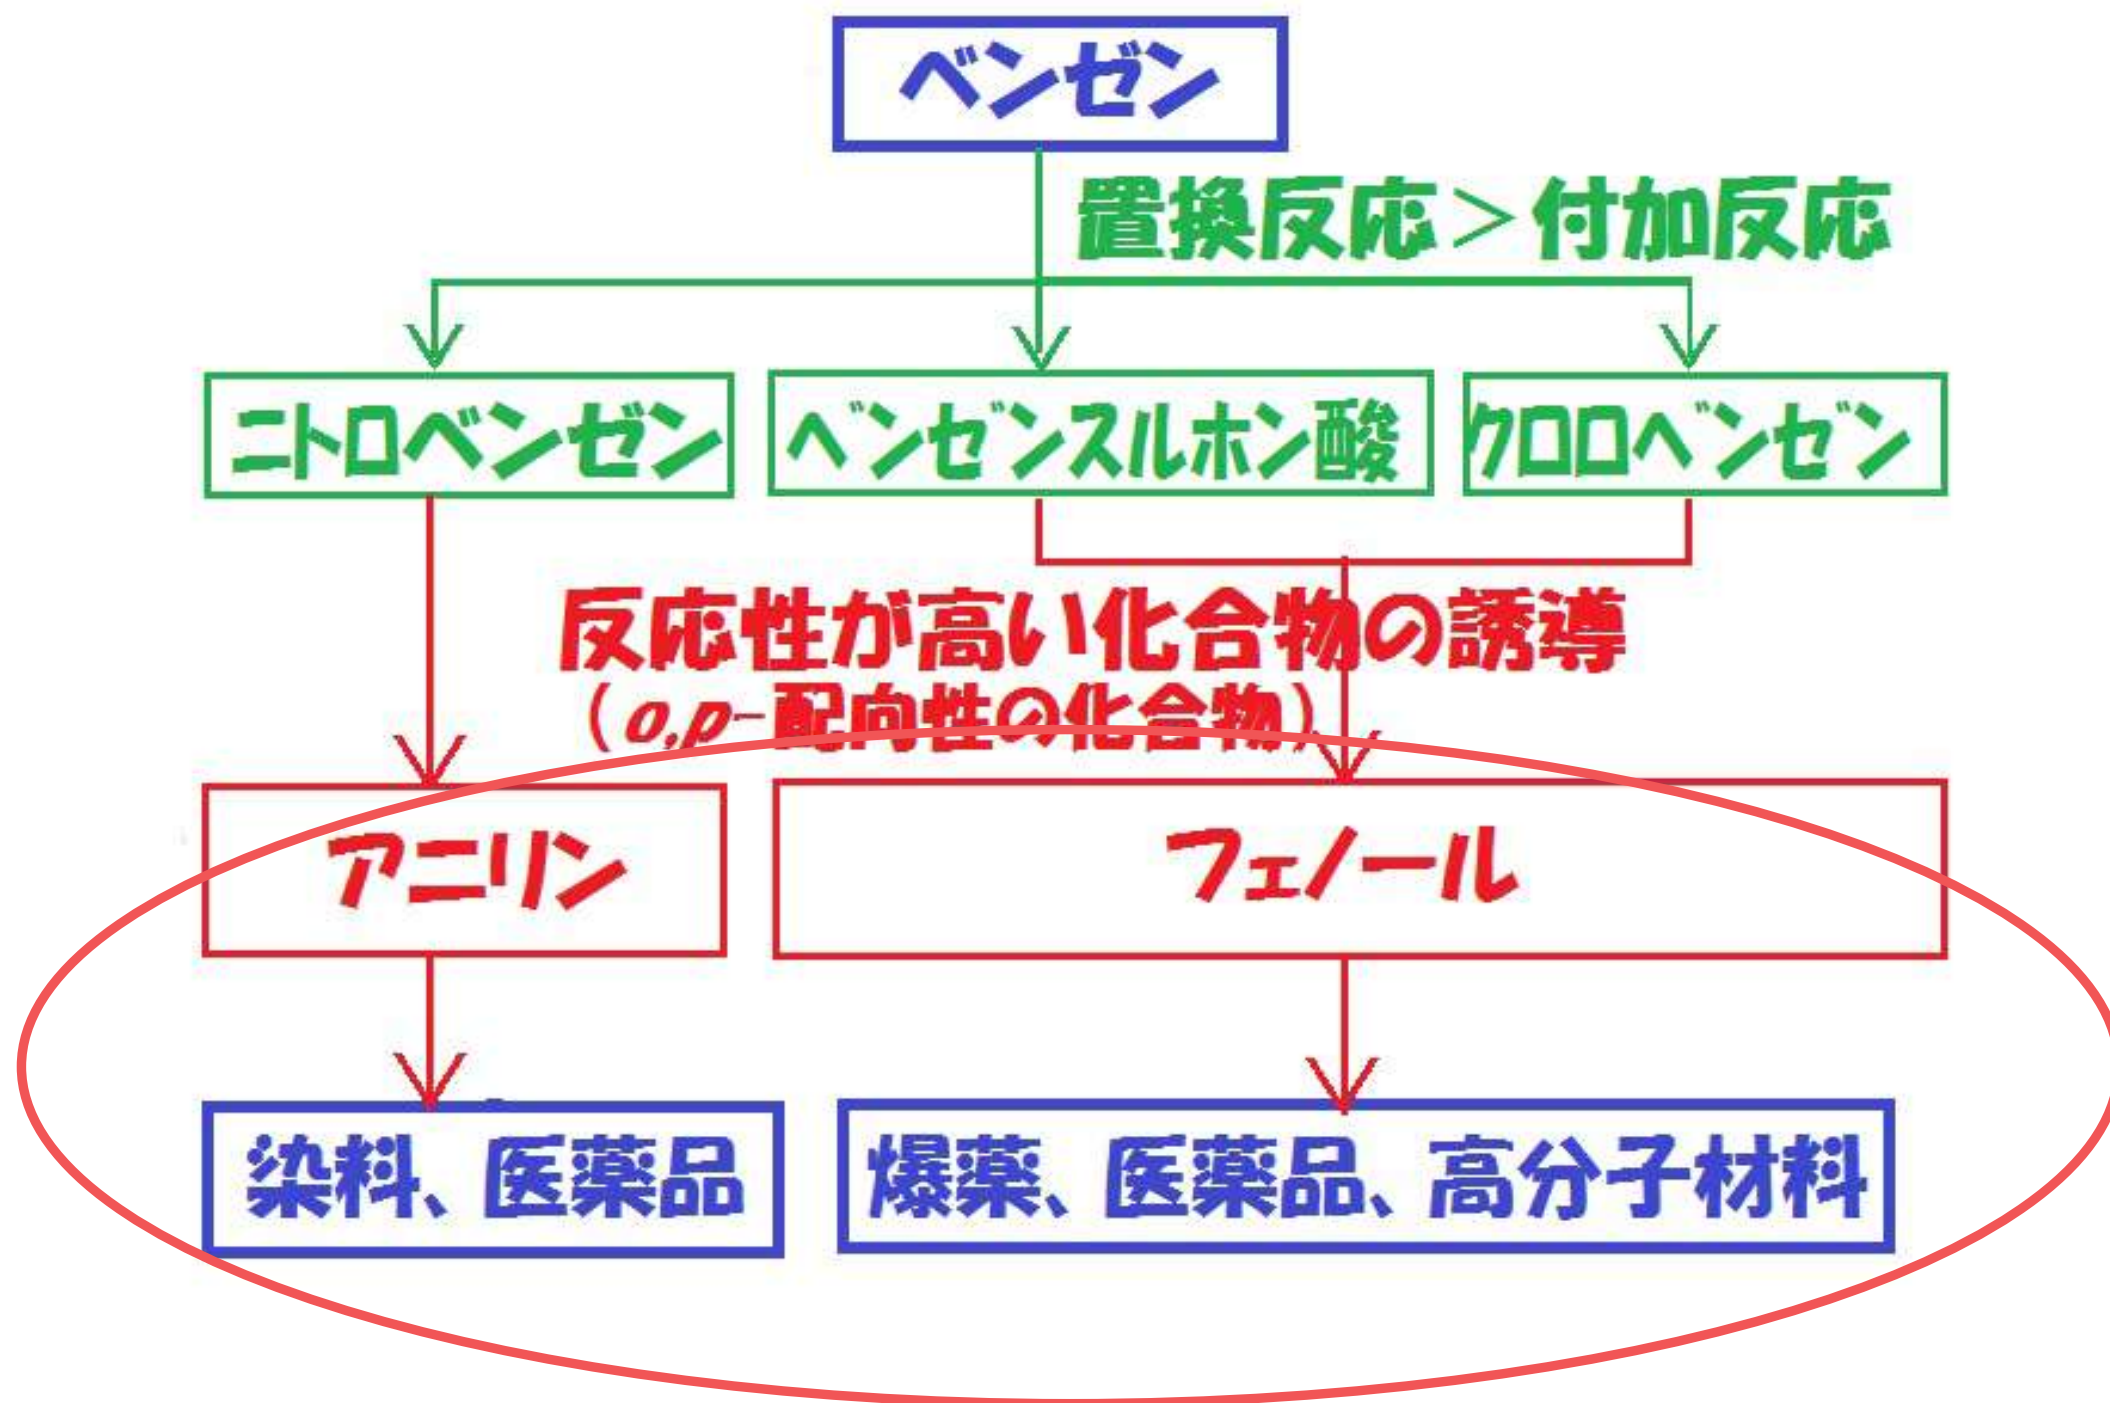 ベンゼン
置換反応＞付加反応
ニトロベンゼン
ベンゼンスルホン酸
クロロベンゼン
反応性が高い化合物の誘導
（o,p-配向性の化合物）
アニリン
フェノール
染料、医薬品
爆薬、医薬品、高分子材料